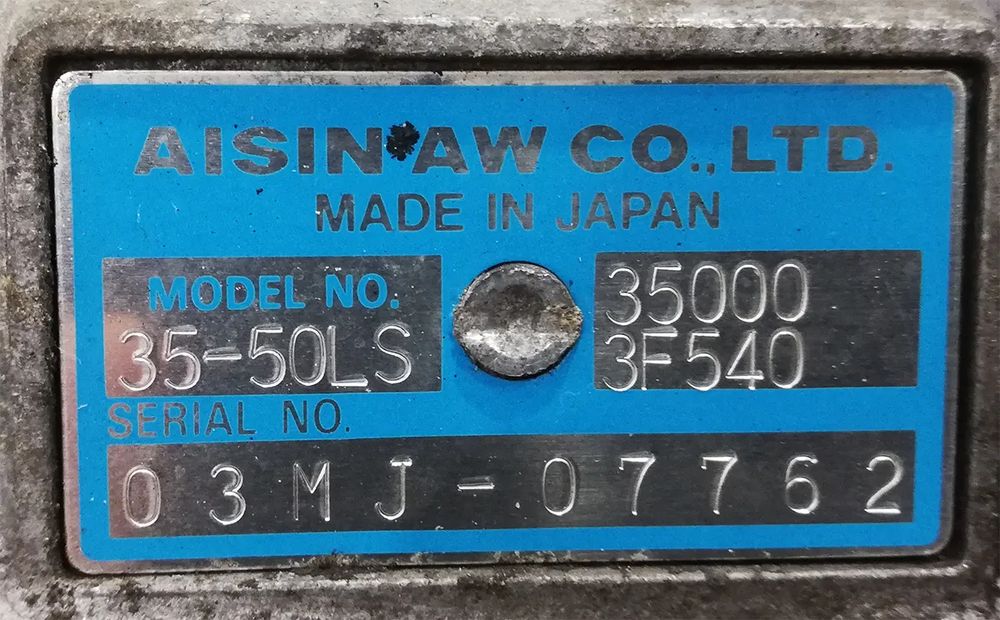 AISIN AW CO., LTD.
MADE IN JAPAN
MODEL NO.
35-50LS
35000
3F540
SERIAL NO.
03MJ-07762